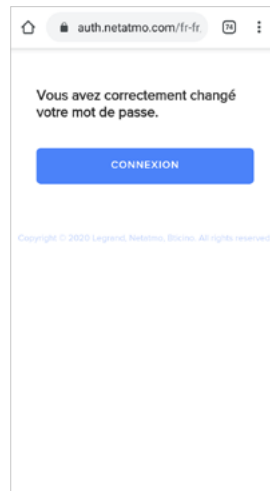 auth.netatmo.com/fr-fr
74
Vous avez correctement changé
votre mot de passe.
CONNEXION
Copyright © 2020 Legrand, Netatmo, Bticino. All rights reserved